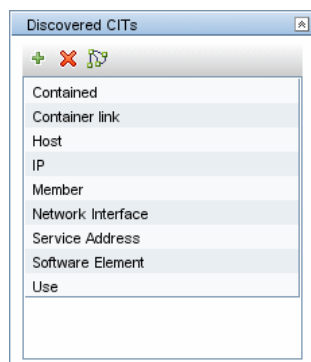 Discovered CITs
Contained
Container link
Host
IP
Member
Network Interface
Service Address
Software Element
Use